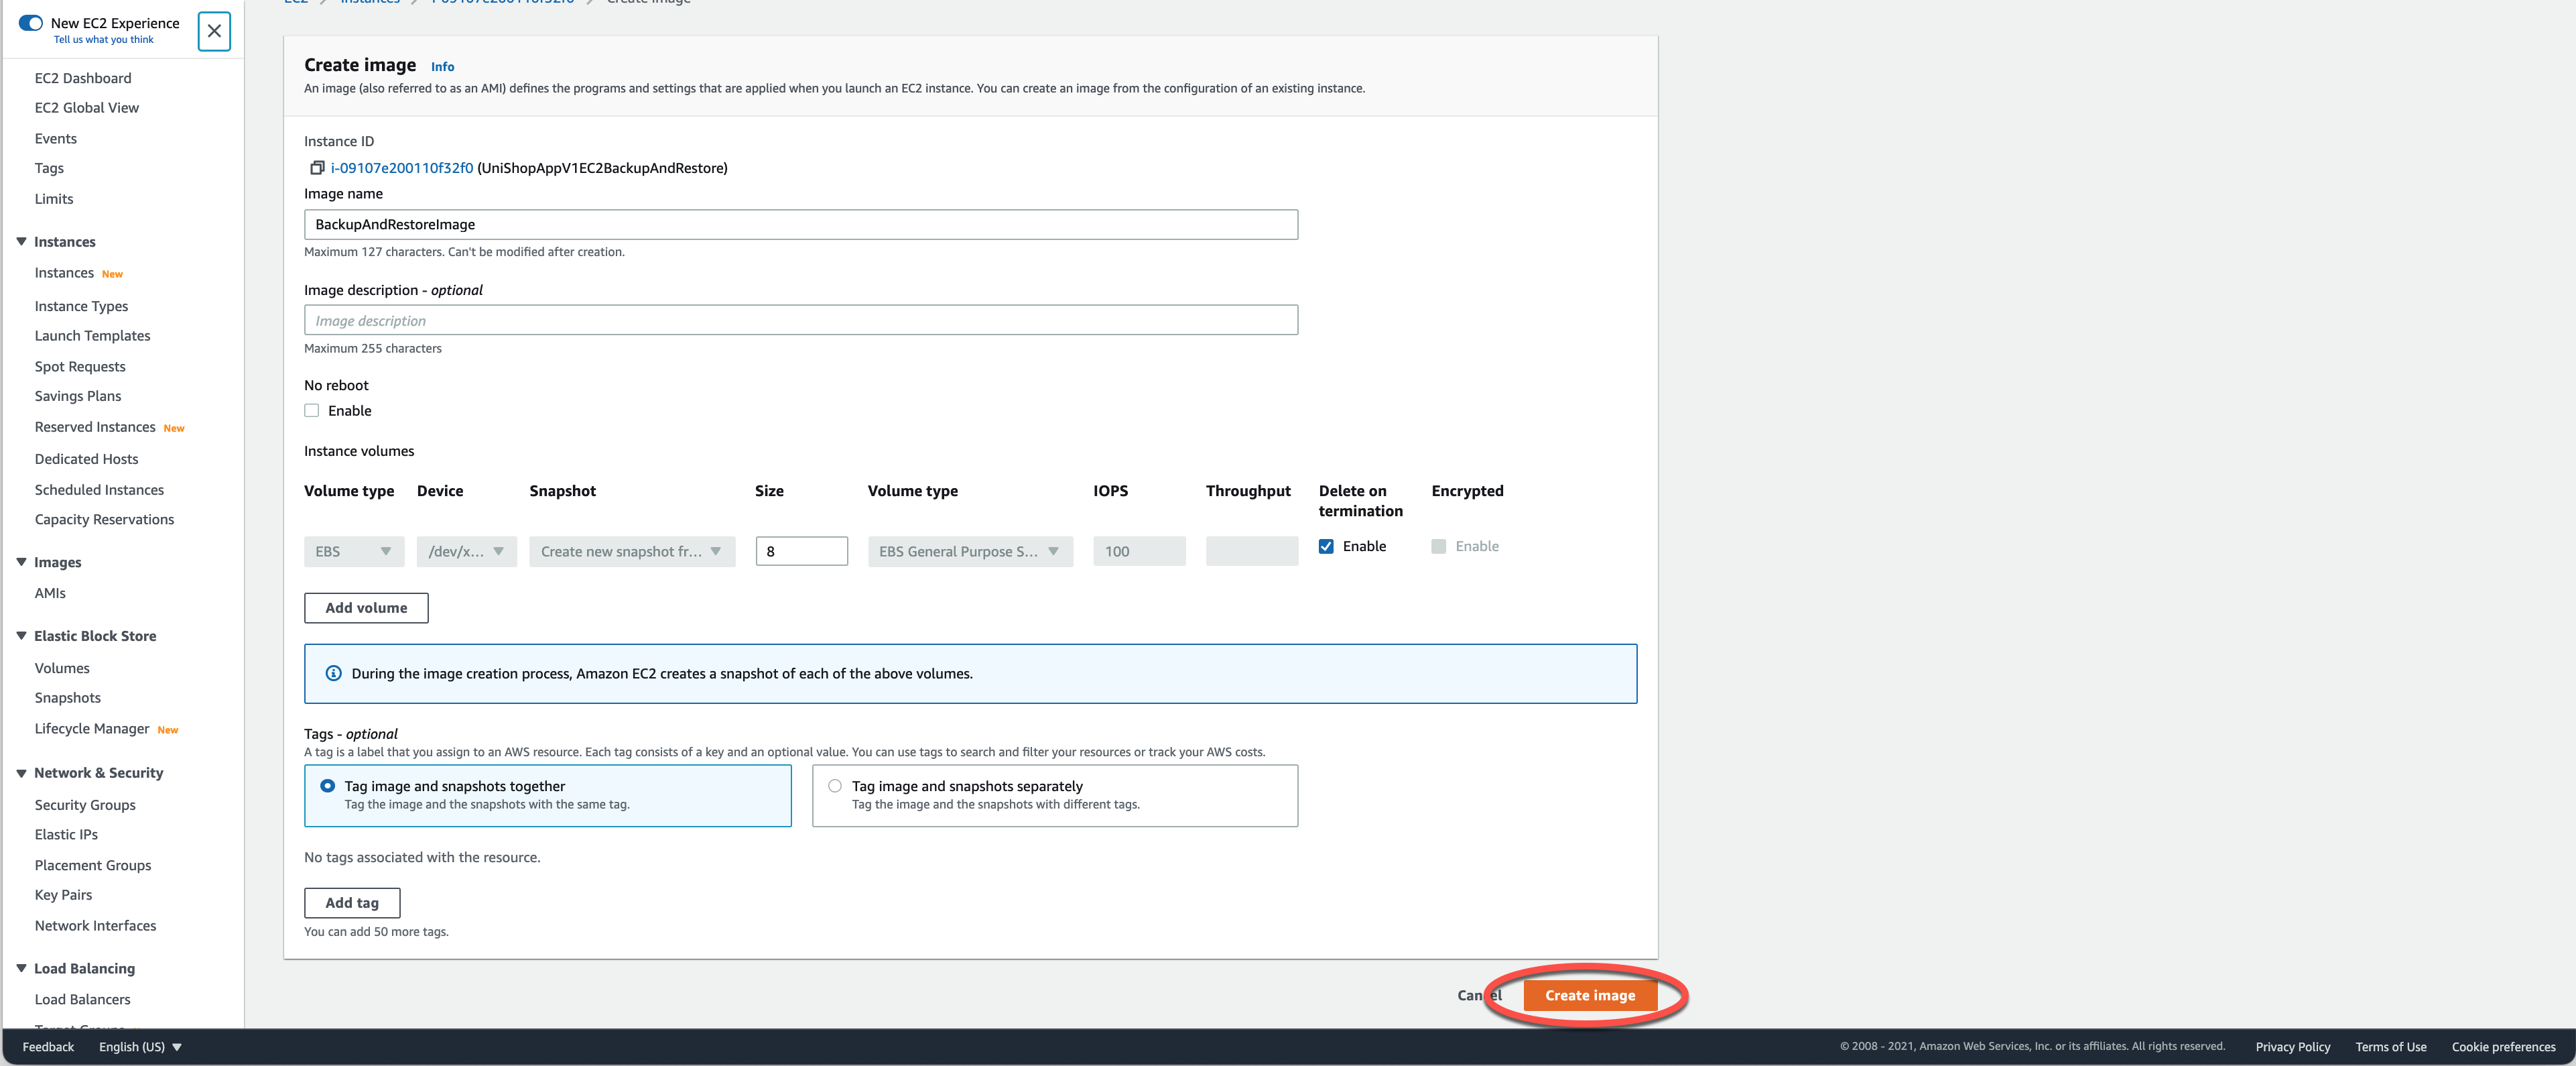 New EC2 Experience
Tell us what you think
EC2 Dashboard
EC2 Global View
Events
Tags
Limits
Instances
Instances New
Instance Types
Launch Templates
Spot Requests
Savings Plans
Reserved Instances New
Dedicated Hosts
Scheduled Instances
Capacity Reservations
Images
AMIs
Elastic Block Store
Volumes
Snapshots
Lifecycle Manager New
Network & Security
Security Groups
Elastic IPs
Placement Groups
Key Pairs
Network Interfaces
Load Balancing
Load Balancers
Target Groups
EC2 > Instances > i-09107e200110f32f0 > Create image
Create image Info
An image (also referred to as an AMI) defines the programs and settings that are applied when you launch an EC2 instance. You can create an image from the configuration of an existing instance.
Instance ID
i-09107e200110f32f0 (UniShopAppV1EC2BackupAndRestore)
Image name
BackupAndRestoreImage
Maximum 127 characters. Can't be modified after creation.
Image description - optional
Image description
Maximum 255 characters
No reboot
Enable
Instance volumes
Volume type Device Snapshot Size Volume type IOPS Throughput Delete on termination Encrypted
EBS /dev/x... Create new snapshot fr... 8 EBS General Purpose S... 100 Enable Enable
Add volume
During the image creation process, Amazon EC2 creates a snapshot of each of the above volumes.
Tags - optional
A tag is a label that you assign to an AWS resource. Each tag consists of a key and an optional value. You can use tags to search and filter your resources or track your AWS costs.
Tag image and snapshots together
Tag the image and the snapshots with the same tag.
Tag image and snapshots separately
Tag the image and the snapshots with different tags.
No tags associated with the resource.
Add tag
You can add 50 more tags.
Cancel Create image
Feedback English (US) © 2008 - 2021, Amazon Web Services, Inc. or its affiliates. All rights reserved. Privacy Policy Terms of Use Cookie preferences